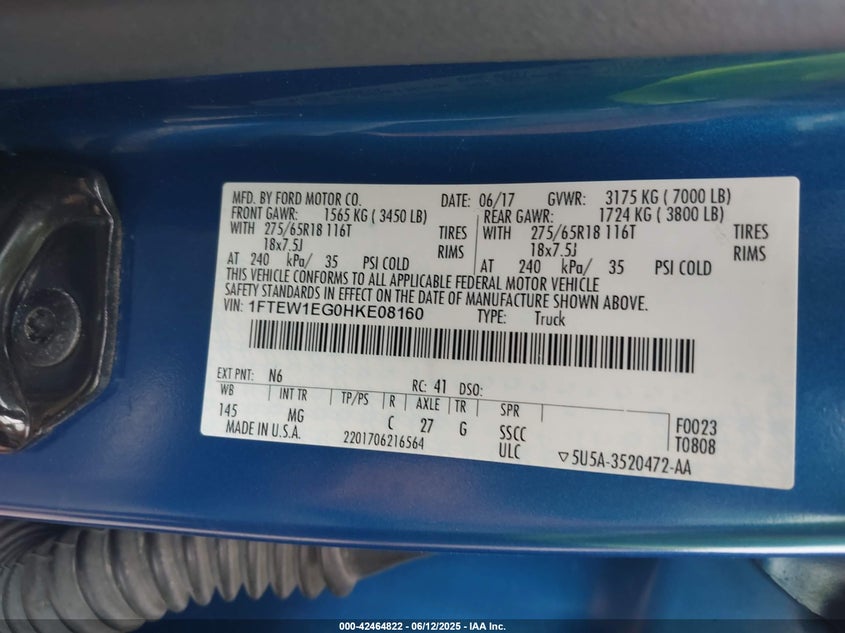 MFD. BY FORD MOTOR CO. DATE: 06/17 GVWR: 3175 KG ( 7000 LB)
FRONT GAWR: 1565 KG ( 3450 LB) REAR GAWR: 1724 KG ( 3800 LB)
WITH 275/65R18 116T TIRES WITH 275/65R18 116T TIRES
18x7.5J RIMS 18x7.5J RIMS
AT 240 kPa/ 35 PSI COLD AT 240 kPa/ 35 PSI COLD
THIS VEHICLE CONFORMS TO ALL APPLICABLE FEDERAL MOTOR VEHICLE
SAFETY STANDARDS IN EFFECT ON THE DATE OF MANUFACTURE SHOWN ABOVE.
VIN: 1FTEW1EG0HKE08160 TYPE: Truck
EXT PNT: N6 RC: 41 DSO:
WB INT TR TP/PS R AXLE TR SPR
145 MG C 27 G SSCC F0023
MADE IN U.S.A. 2201706216564 ULC T0808
▽5U5A-3520472-AA
000-42464822 - 06/12/2025 - IAA Inc.